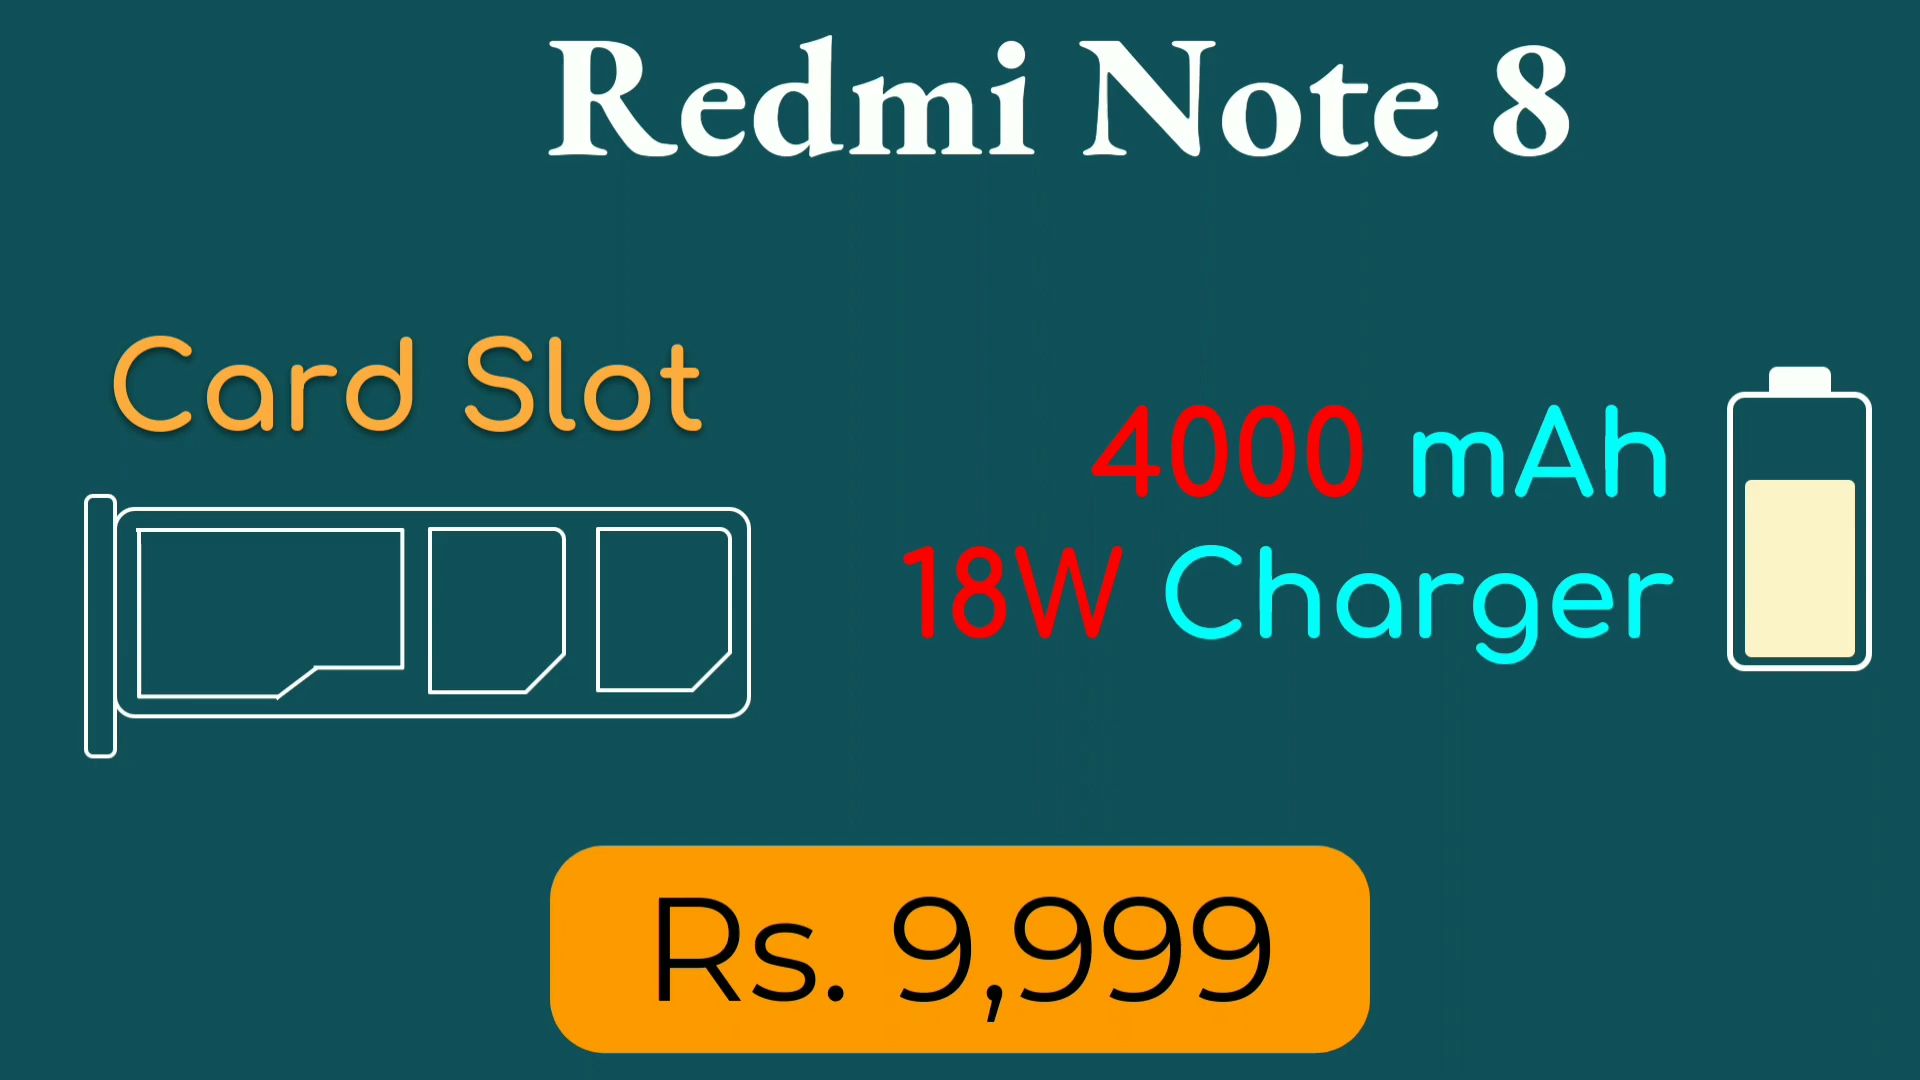 Redmi Note 8
Card Slot
4000 mAh
18W Charger
Rs. 9,999